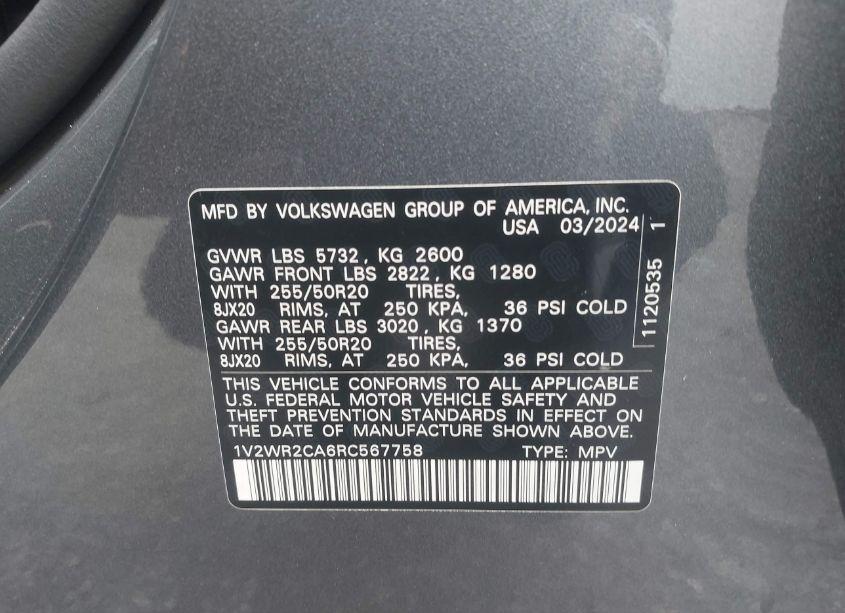 MFD BY VOLKSWAGEN GROUP OF AMERICA, INC.
USA 03/2024
GVWR LBS 5732 , KG 2600
GAWR FRONT LBS 2822 , KG 1280
WITH 255/50R20 TIRES,
8JX20 RIMS, AT 250 KPA, 36 PSI COLD
GAWR REAR LBS 3020 , KG 1370
WITH 255/50R20 TIRES,
8JX20 RIMS, AT 250 KPA, 36 PSI COLD
THIS VEHICLE CONFORMS TO ALL APPLICABLE
U.S. FEDERAL MOTOR VEHICLE SAFETY AND
THEFT PREVENTION STANDARDS IN EFFECT ON
THE DATE OF MANUFACTURE SHOWN ABOVE.
1V2WR2CA6RC567758 TYPE: MPV
1120535 1